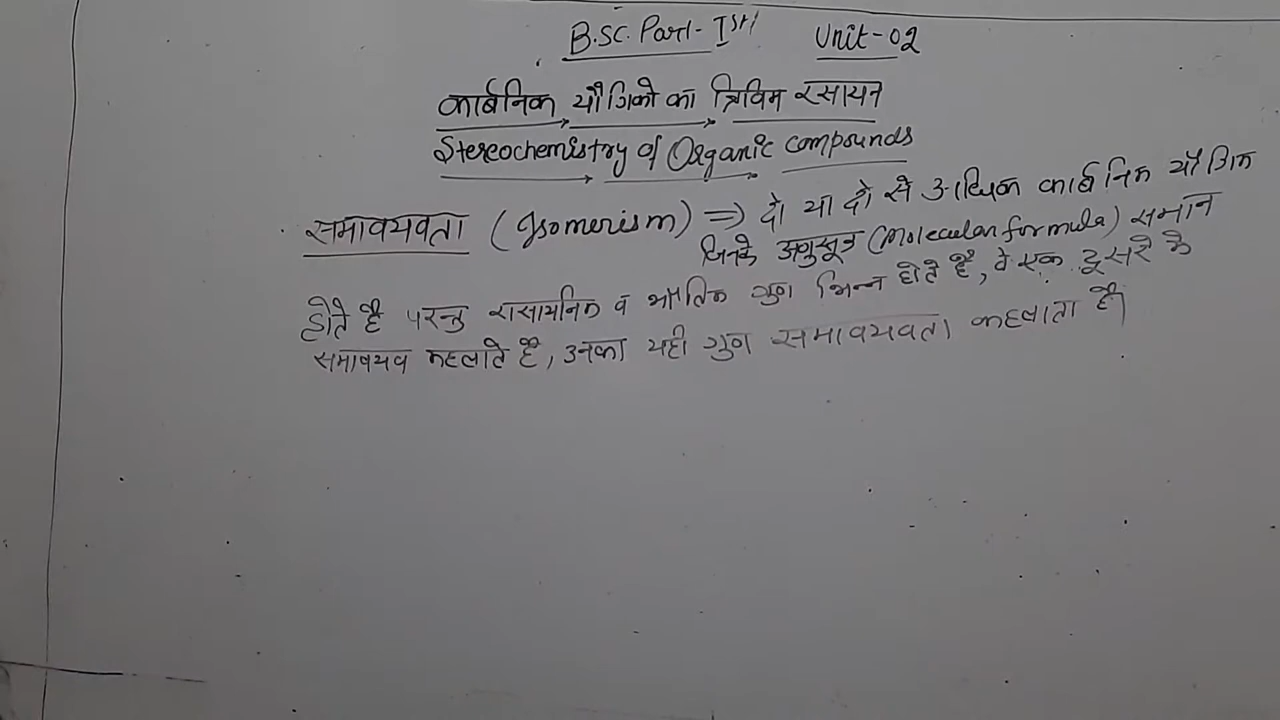 B.Sc. Part-Ist Unit-02
कार्बनिक यौगिको का त्रिविम रसायन
Stereochemistry of Organic compounds
समावयवता (Isomerism) ⇒ दो या दो से अधिक कार्बनिक यौगिक
जिनके अणुसूत्र (Molecular formula) समान
होते है परन्तु रासायनिक व भौतिक गुण भिन्न होते है, वे एक दूसरे के
समावयव कहलाते है, उनका यही गुण समावयवता कहलाता है।